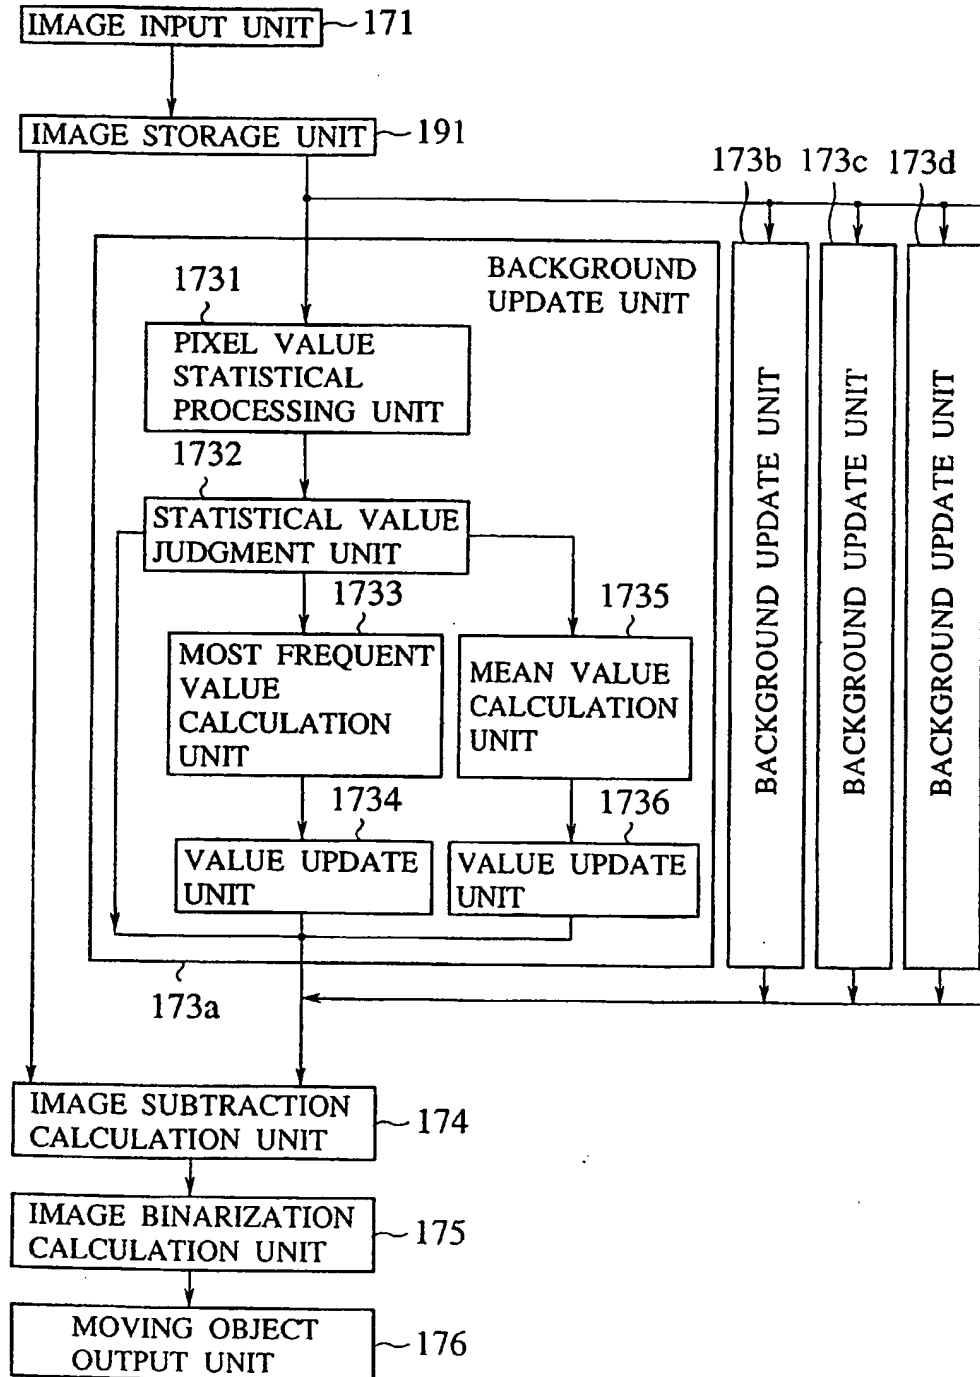 IMAGE INPUT UNIT
171
IMAGE STORAGE UNIT
191
173b
173c
173d
BACKGROUND
UPDATE UNIT
1731
PIXEL VALUE
STATISTICAL
PROCESSING UNIT
1732
STATISTICAL VALUE
JUDGMENT UNIT
1733
MOST FREQUENT
VALUE
CALCULATION
UNIT
1735
MEAN VALUE
CALCULATION
UNIT
1734
VALUE UPDATE
UNIT
1736
VALUE UPDATE
UNIT
BACKGROUND UPDATE UNIT
BACKGROUND UPDATE UNIT
BACKGROUND UPDATE UNIT
173a
IMAGE SUBTRACTION
CALCULATION UNIT
174
IMAGE BINARIZATION
CALCULATION UNIT
175
MOVING OBJECT
OUTPUT UNIT
176